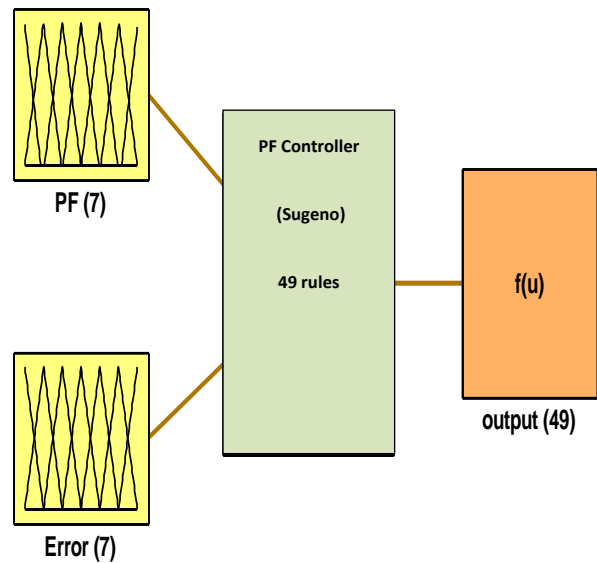 PF (7)
PF Controller
(Sugeno)
49 rules
f(u)
output (49)
Error (7)